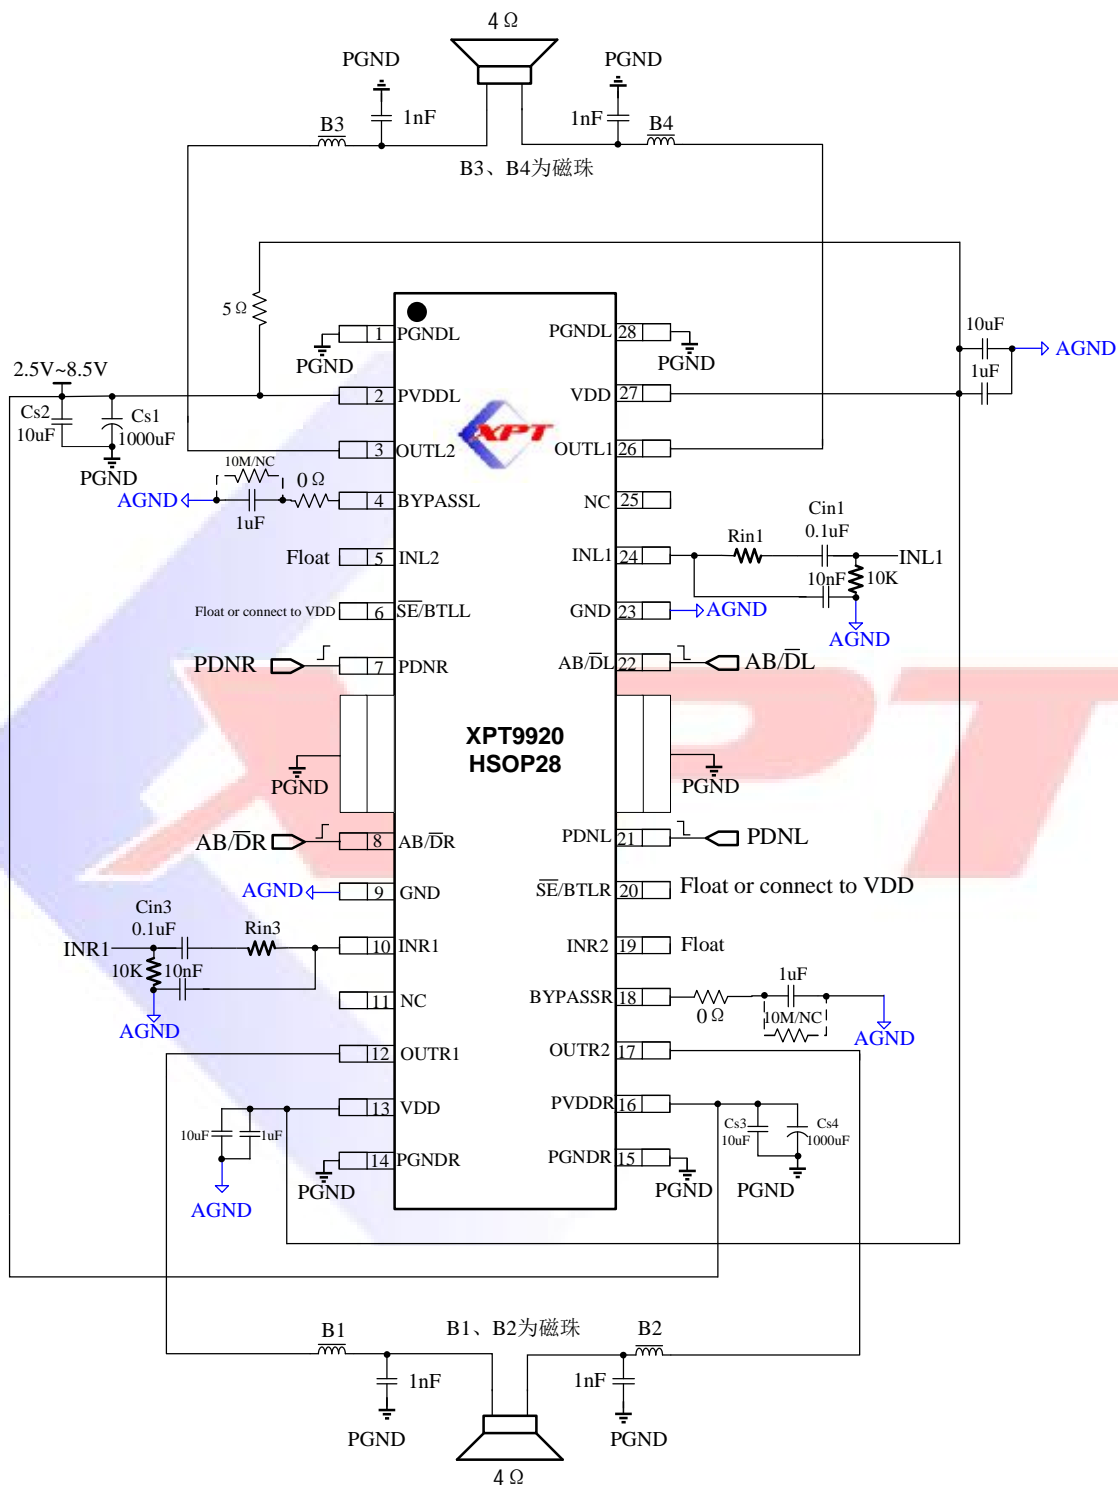 4Ω
PGND
PGND
1nF
1nF
B3
B4
B3、B4为磁珠
5Ω
1
PGNDL
PGNDL
28
PGND
PGND
10uF
AGND
1uF
2.5V~8.5V
2
PVDDL
VDD
27
Cs2
10uF
Cs1
1000uF
PGND
XPT
3
OUTL2
OUTL1
26
10M/NC
0Ω
AGND
1uF
4
BYPASSL
NC
25
Cin1
0.1uF
Rin1
INL1
Float
5
INL2
INL1
24
10nF
10K
AGND
Float or connect to VDD
6
SE/BTLL
GND
23
AGND
PDNR
7
PDNR
AB/DL
22
AB/DL
XPT9920
HSOP28
PGND
PGND
XPT
AB/DR
8
AB/DR
PDNL
21
PDNL
AGND
9
GND
SE/BTLR
20
Float or connect to VDD
Cin3
0.1uF
Rin3
INR1
10
INR1
INR2
19
Float
10K
10nF
AGND
11
NC
BYPASSR
18
0Ω
1uF
10M/NC
AGND
12
OUTR1
OUTR2
17
13
VDD
PVDDR
16
10uF
1uF
Cs3
10uF
Cs4
1000uF
14
PGNDR
PGNDR
15
PGND
PGND
PGND
AGND
B1
B1、B2为磁珠
B2
1nF
1nF
PGND
PGND
4Ω